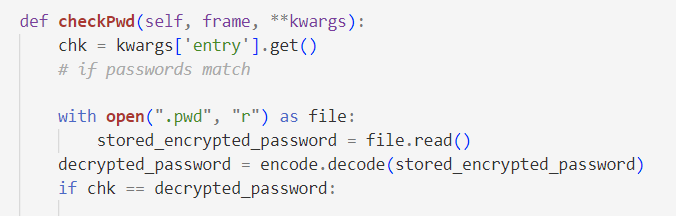 def checkPwd(self, frame, **kwargs):
    chk = kwargs['entry'].get()
    # if passwords match
    with open(".pwd", "r") as file:
        stored_encrypted_password = file.read()
    decrypted_password = encode.decode(stored_encrypted_password)
    if chk == decrypted_password: